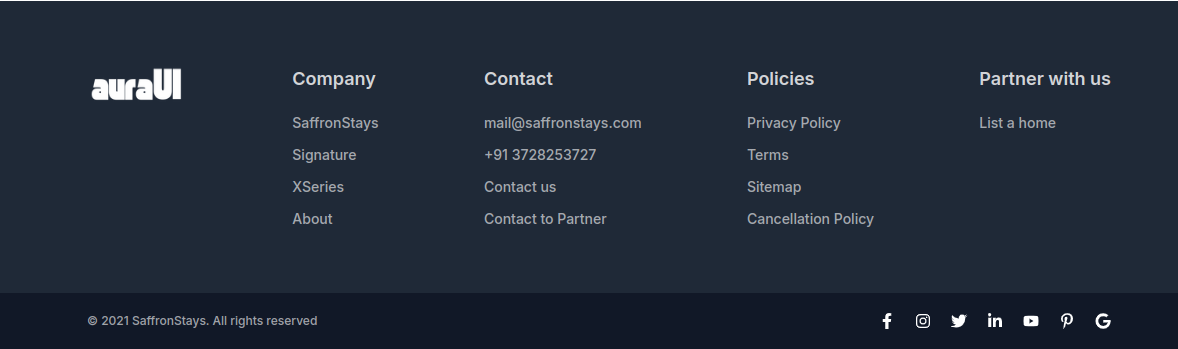 auraUI
Company
SaffronStays
Signature
XSeries
About
Contact
mail@saffronstays.com
+91 3728253727
Contact us
Contact to Partner
Policies
Privacy Policy
Terms
Sitemap
Cancellation Policy
Partner with us
List a home
© 2021 SaffronStays. All rights reserved